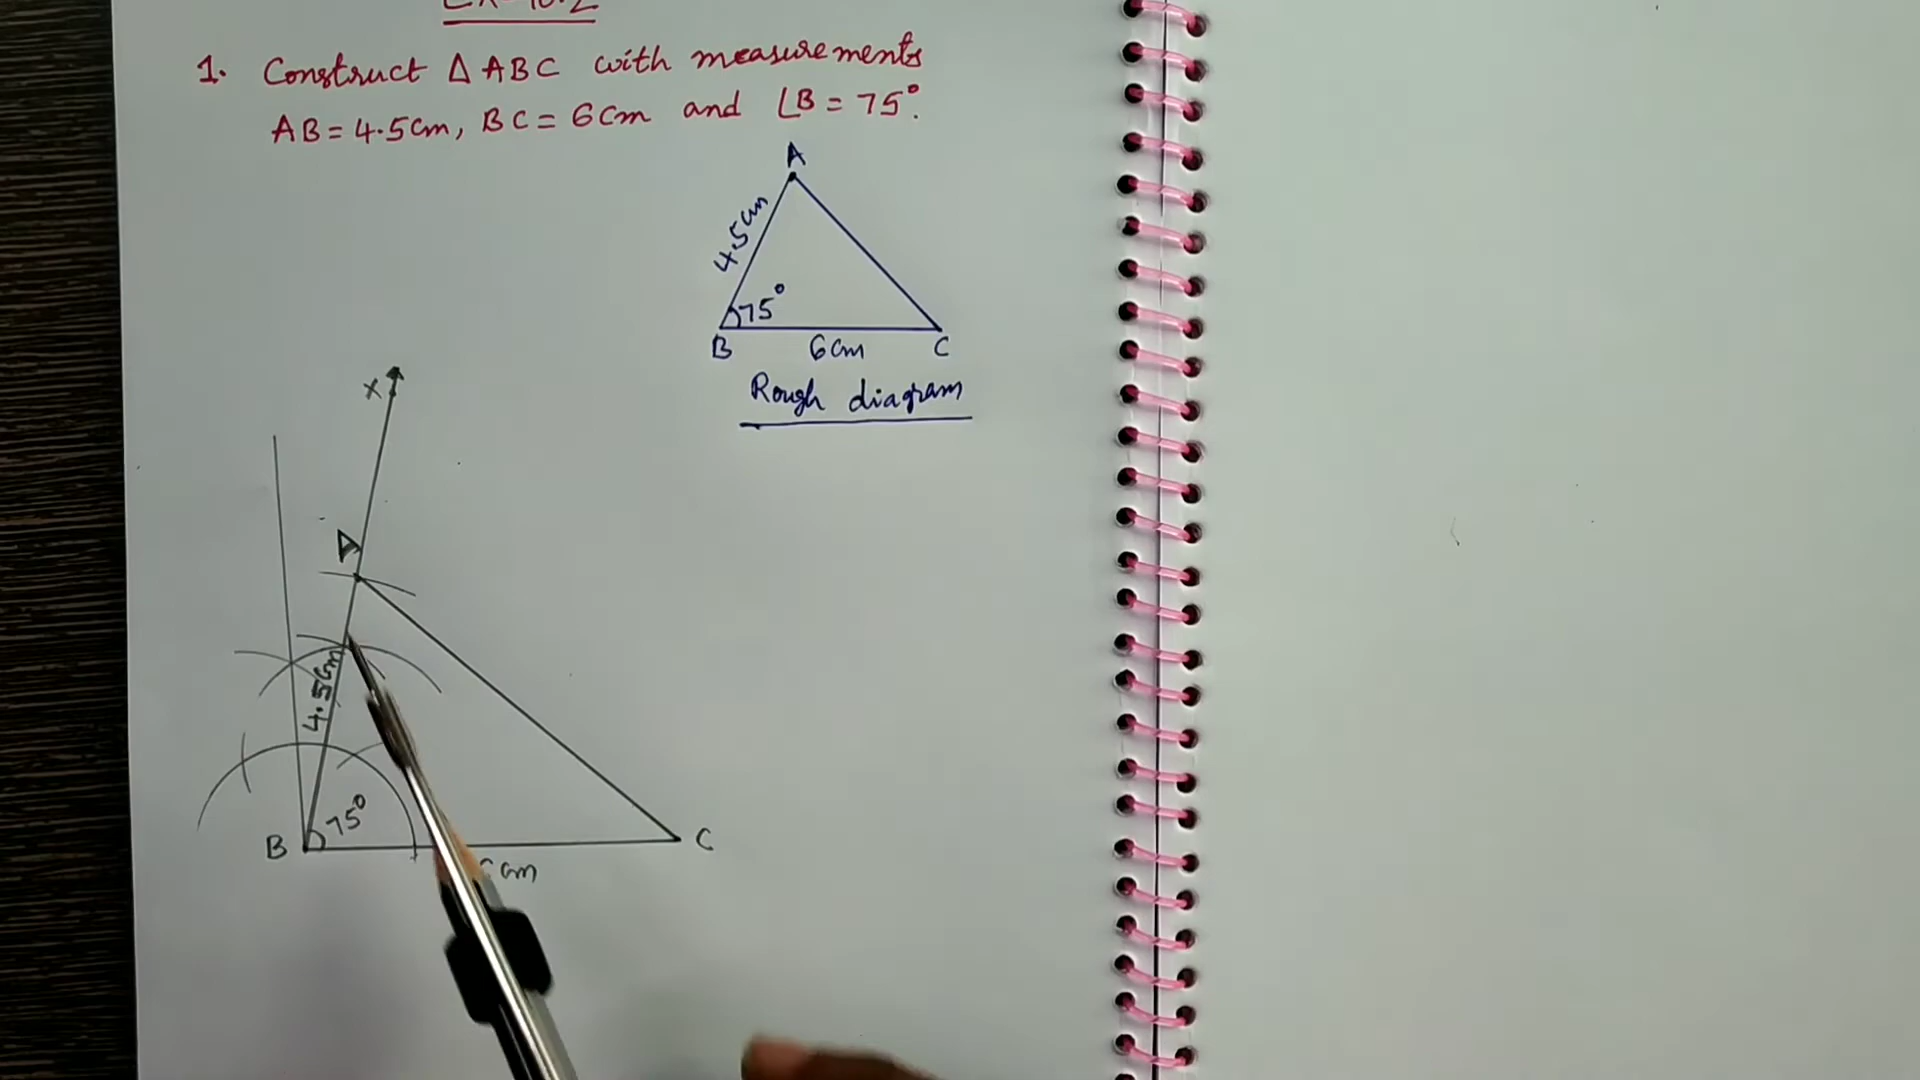 1. Construct Δ ABC with measurements
AB = 4.5cm, BC = 6cm and ∠B = 75°.
A
4.5cm
75°
B 6cm C
Rough diagram
X
A
4.5cm
75°
B C
cm